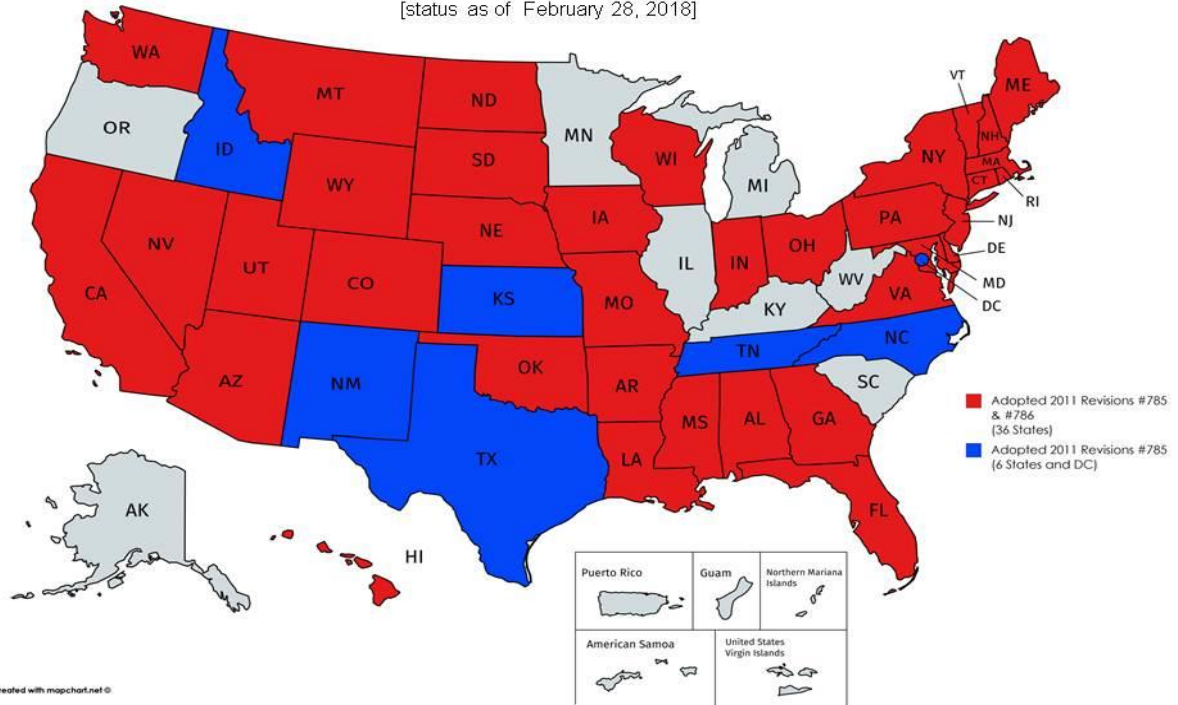 [status as of February 28, 2018]
WA
MT
ND
MN
VT
ME
OR
ID
SD
WI
NY
NH
MA
WY
MI
CT
RI
NV
NE
IA
PA
NJ
UT
CO
IL
IN
OH
DE
CA
KS
MO
WV
VA
MD
KY
DC
TN
NC
AZ
NM
OK
AR
SC
MS
AL
GA
TX
LA
FL
AK
HI
Adopted 2011 Revisions #785
& #786
(36 States)
Adopted 2011 Revisions #785
(6 States and DC)
Puerto Rico
Guam
Northern Mariana
Islands
American Samoa
United States
Virgin Islands
reated with mapchart.net ©